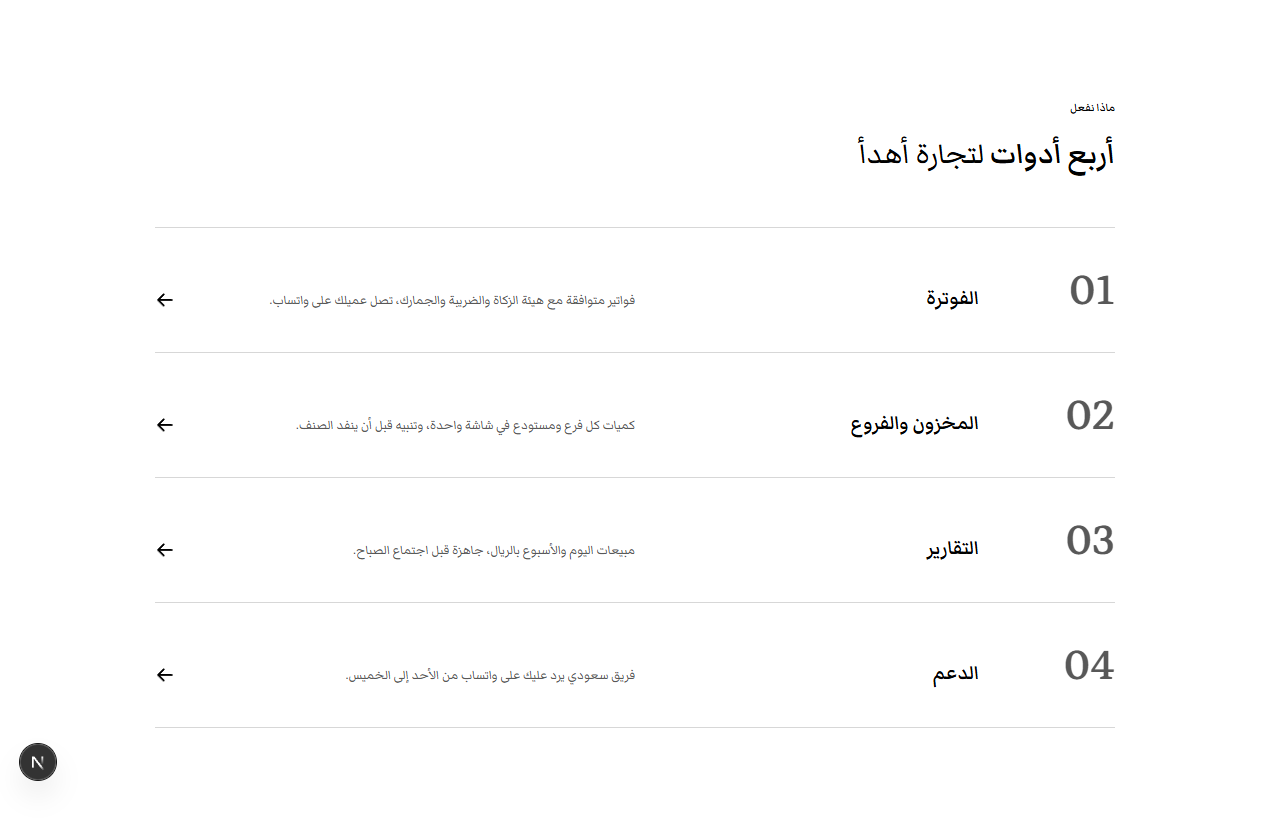 ماذا نفعل
أربع أدوات لتجارة أهدأ
01
الفوترة
فواتير متوافقة مع هيئة الزكاة والضريبة والجمارك، تصل عميلك على واتساب.
02
المخزون والفروع
كميات كل فرع ومستودع في شاشة واحدة، وتنبيه قبل أن ينفد الصنف.
03
التقارير
مبيعات اليوم والأسبوع بالريال، جاهزة قبل اجتماع الصباح.
04
الدعم
فريق سعودي يرد عليك على واتساب من الأحد إلى الخميس.
N